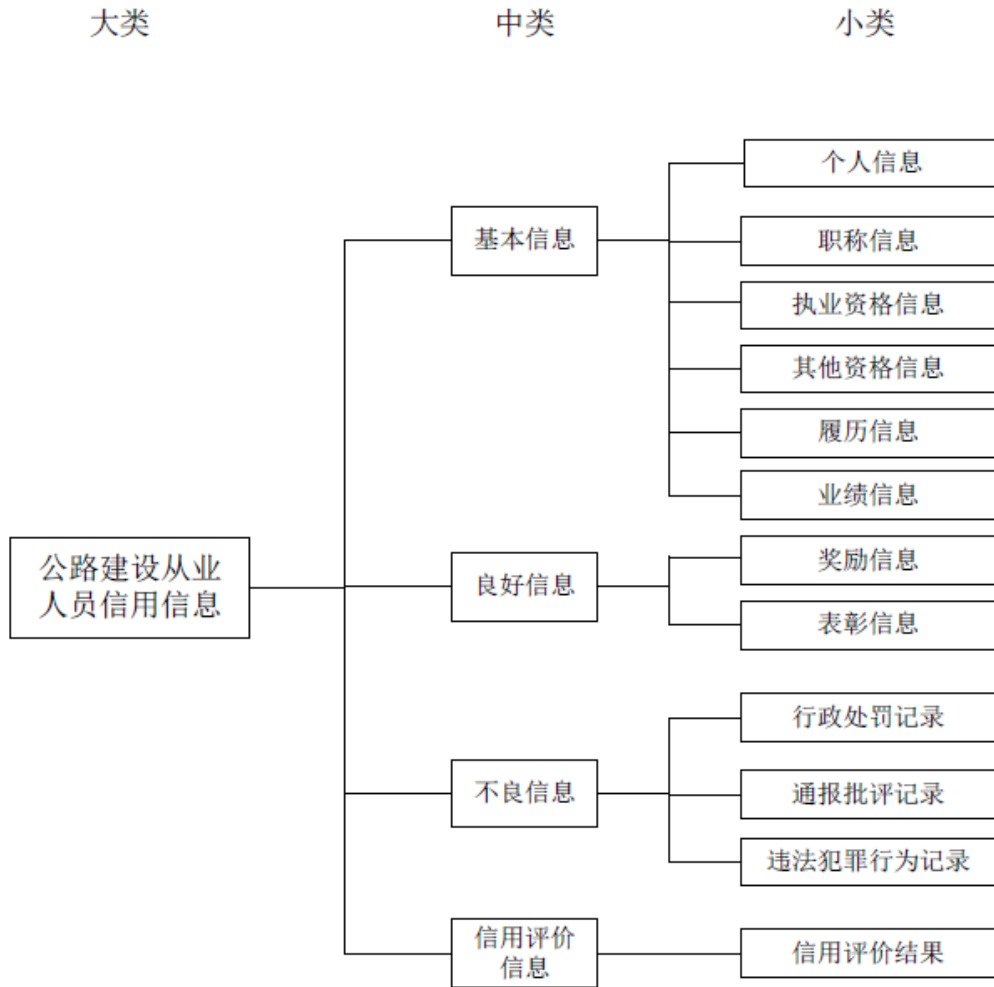 大类
中类
小类
个人信息
基本信息
职称信息
执业资格信息
其他资格信息
履历信息
业绩信息
公路建设从业
人员信用信息
良好信息
奖励信息
表彰信息
行政处罚记录
不良信息
通报批评记录
违法犯罪行为记录
信用评价
信息
信用评价结果